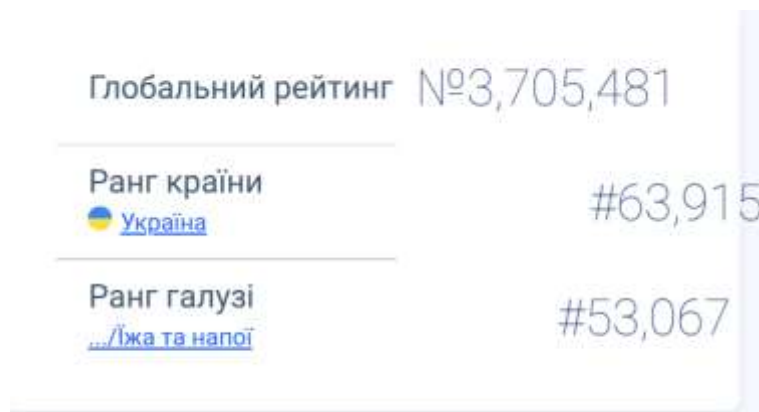 Глобальний рейтинг №3,705,481
Ранг країни
#63,915
Україна
Ранг галузі
#53,067
.../Їжа та напої